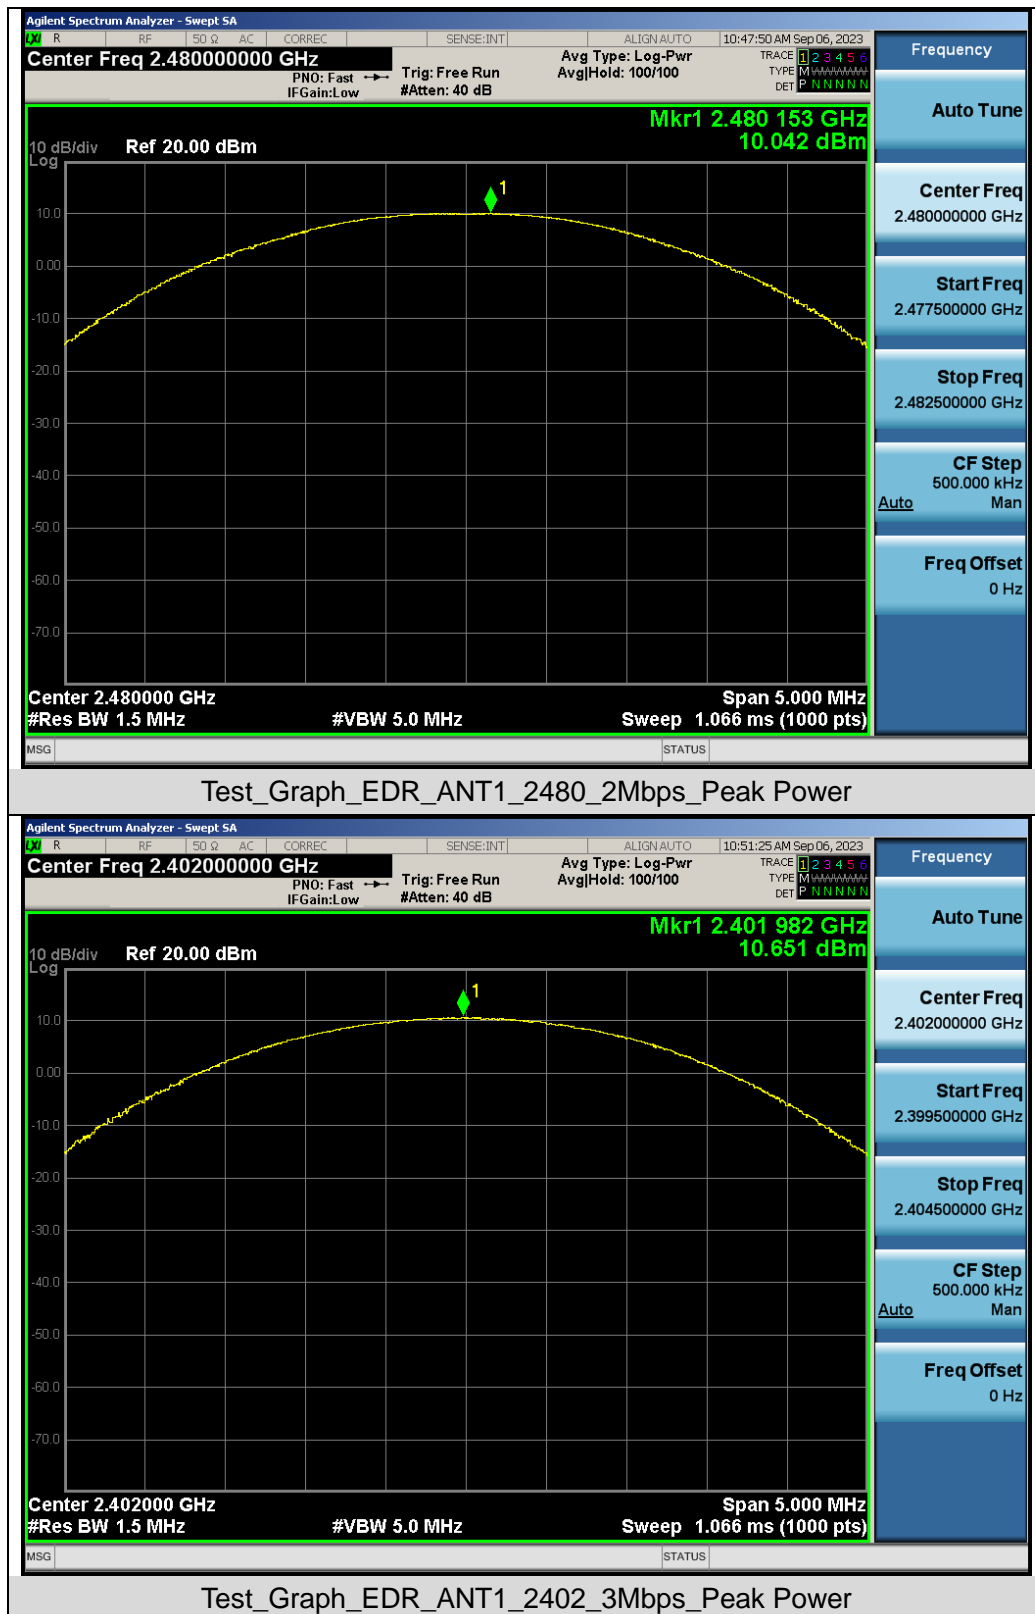 Agilent Spectrum Analyzer - Swept SA
LXI R RF 50 Ω AC CORREC SENSE:INT ALIGN AUTO 10:47:50 AM Sep 06, 2023
Center Freq 2.480000000 GHz
PNO: Fast
IFGain:Low
Trig: Free Run
#Atten: 40 dB
Avg Type: Log-Pwr
Avg|Hold: 100/100
TRACE 1 2 3 4 5 6
TYPE M
DET P N N N N N
Mkr1 2.480 153 GHz
10.042 dBm
10 dB/div Ref 20.00 dBm
Log
1
10.0
0.00
-10.0
-20.0
-30.0
-40.0
-50.0
-60.0
-70.0
Center 2.480000 GHz Span 5.000 MHz
#Res BW 1.5 MHz #VBW 5.0 MHz Sweep 1.066 ms (1000 pts)
MSG STATUS
Frequency
Auto Tune
Center Freq
2.480000000 GHz
Start Freq
2.477500000 GHz
Stop Freq
2.482500000 GHz
CF Step
500.000 kHz
Auto Man
Freq Offset
0 Hz
Test_Graph_EDR_ANT1_2480_2Mbps_Peak Power
Agilent Spectrum Analyzer - Swept SA
LXI R RF 50 Ω AC CORREC SENSE:INT ALIGN AUTO 10:51:25 AM Sep 06, 2023
Center Freq 2.402000000 GHz
PNO: Fast
IFGain:Low
Trig: Free Run
#Atten: 40 dB
Avg Type: Log-Pwr
Avg|Hold: 100/100
TRACE 1 2 3 4 5 6
TYPE M
DET P N N N N N
Mkr1 2.401 982 GHz
10.651 dBm
10 dB/div Ref 20.00 dBm
Log
1
10.0
0.00
-10.0
-20.0
-30.0
-40.0
-50.0
-60.0
-70.0
Center 2.402000 GHz Span 5.000 MHz
#Res BW 1.5 MHz #VBW 5.0 MHz Sweep 1.066 ms (1000 pts)
MSG STATUS
Frequency
Auto Tune
Center Freq
2.402000000 GHz
Start Freq
2.399500000 GHz
Stop Freq
2.404500000 GHz
CF Step
500.000 kHz
Auto Man
Freq Offset
0 Hz
Test_Graph_EDR_ANT1_2402_3Mbps_Peak Power